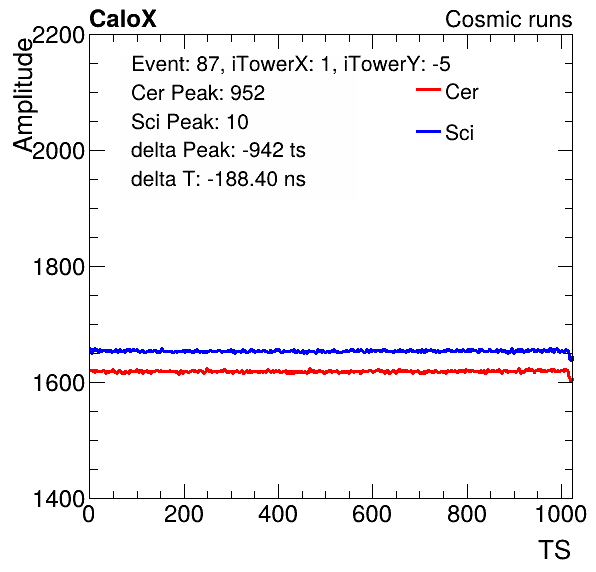 CaloX
Cosmic runs
Amplitude
2200
2000
1800
1600
1400
Event: 87, iTowerX: 1, iTowerY: -5
Cer Peak: 952
Sci Peak: 10
delta Peak: -942 ts
delta T: -188.40 ns
Cer
Sci
0 200 400 600 800 1000
TS